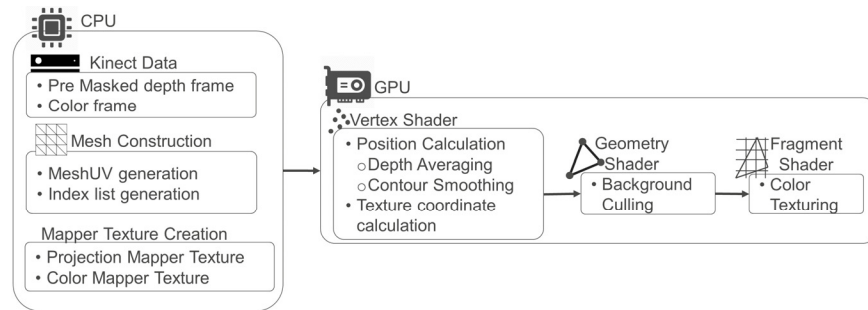 CPU
Kinect Data
• Pre Masked depth frame
• Color frame
Mesh Construction
• MeshUV generation
• Index list generation
Mapper Texture Creation
• Projection Mapper Texture
• Color Mapper Texture
GPU
Vertex Shader
• Position Calculation
○ Depth Averaging
○ Contour Smoothing
• Texture coordinate
calculation
Geometry
Shader
• Background
Culling
Fragment
Shader
• Color
Texturing